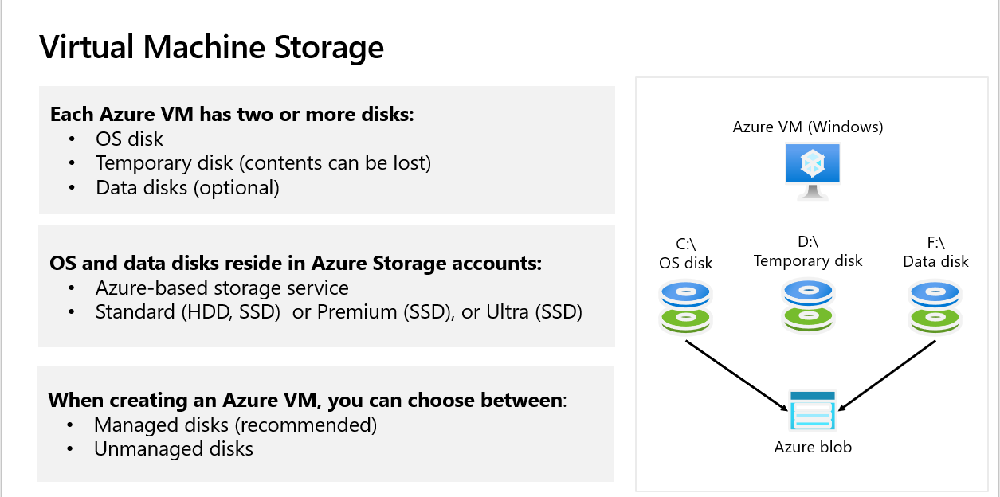 Virtual Machine Storage
Each Azure VM has two or more disks:
• OS disk
• Temporary disk (contents can be lost)
• Data disks (optional)
OS and data disks reside in Azure Storage accounts:
• Azure-based storage service
• Standard (HDD, SSD)  or Premium (SSD), or Ultra (SSD)
When creating an Azure VM, you can choose between:
• Managed disks (recommended)
• Unmanaged disks
Azure VM (Windows)
C:\
OS disk
D:\
Temporary disk
F:\
Data disk
Azure blob